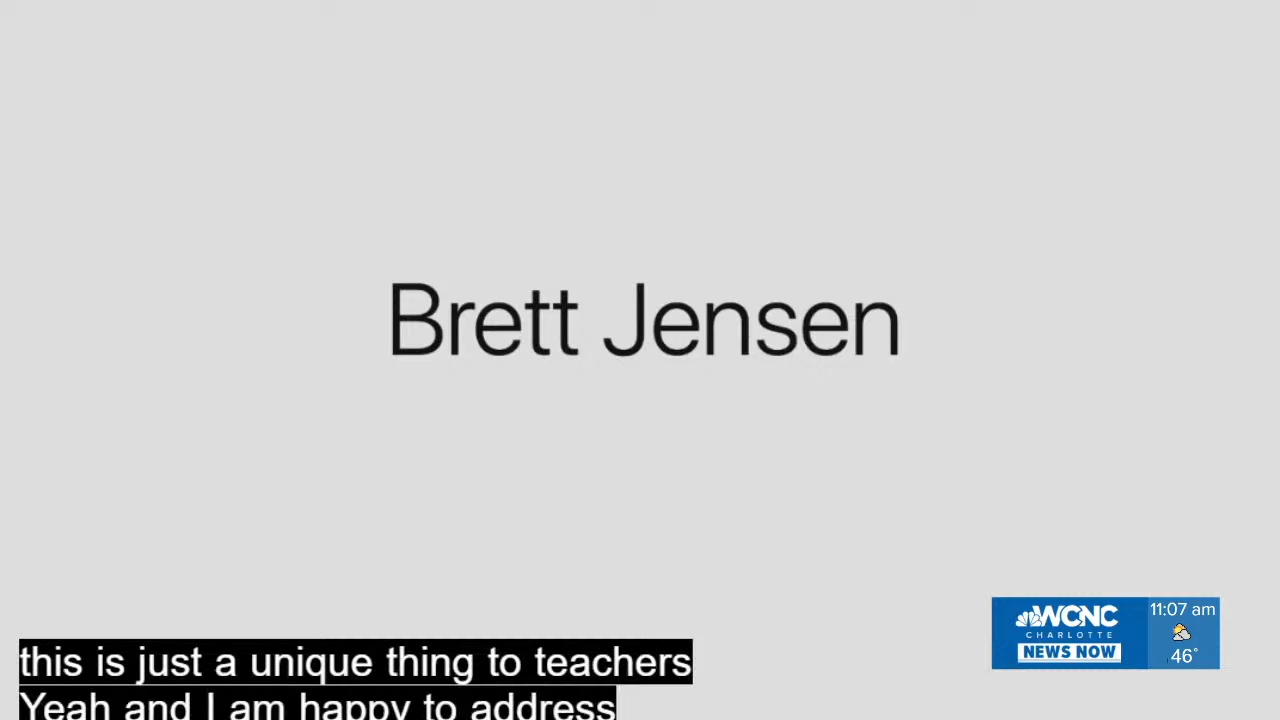 Brett Jensen
WCNC
CHARLOTTE
NEWS NOW
11:07 am
46°
this is just a unique thing to teachers
Yeah and I am happy to address